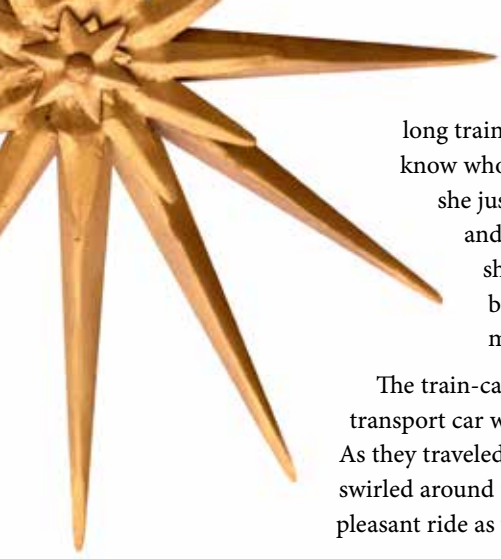 long train
know who
she jus
and
sh
b
m
The train-ca
transport car w
As they traveled
swirled around
pleasant ride as